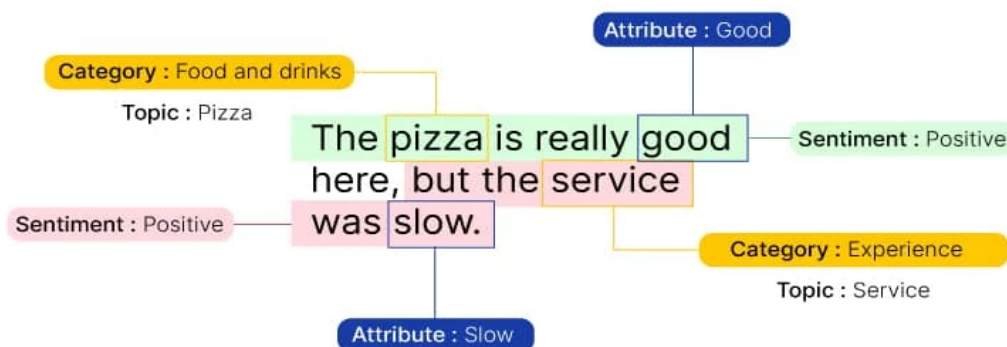 Attribute : Good
Category : Food and drinks
Topic : Pizza
The pizza is really good
Sentiment : Positive
here, but the service
Sentiment : Positive
was slow.
Category : Experience
Topic : Service
Attribute : Slow